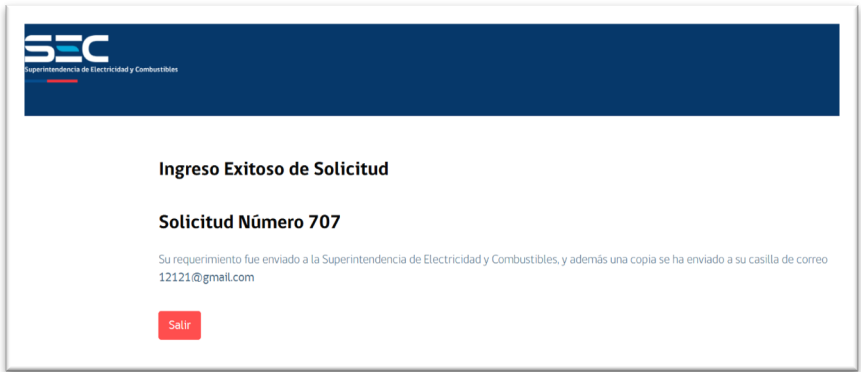 SEC
Superintendencia de Electricidad y Combustibles
Ingreso Exitoso de Solicitud
Solicitud Número 707
Su requerimiento fue enviado a la Superintendencia de Electricidad y Combustibles, y además una copia se ha enviado a su casilla de correo
12121@gmail.com
Salir